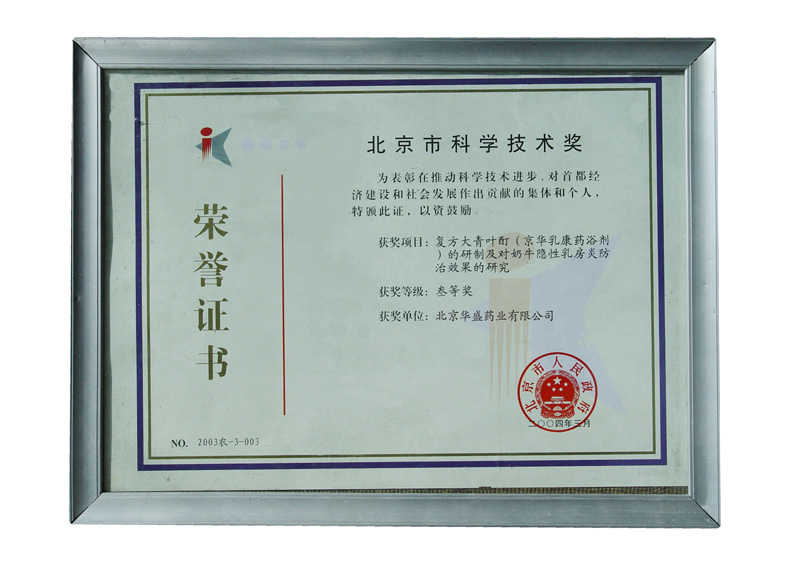 北京市科学技术奖
为表彰在推动科学技术进步、对首都经
济建设和社会发展作出贡献的集体和个人，
特颁此证，以资鼓励。
获奖项目：复方大青叶酊（京华乳康药浴剂
）的研制及对奶牛隐性乳房炎防
治效果的研究
获奖等级：叁等奖
获奖单位：北京华盛药业有限公司
荣誉证书
北京市人民政府
二〇〇四年三月
NO. 2003农-3-003